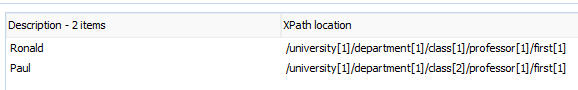 Description - 2 items XPath location
Ronald /university[1]/department[1]/class[1]/professor[1]/first[1]
Paul /university[1]/department[1]/class[2]/professor[1]/first[1]